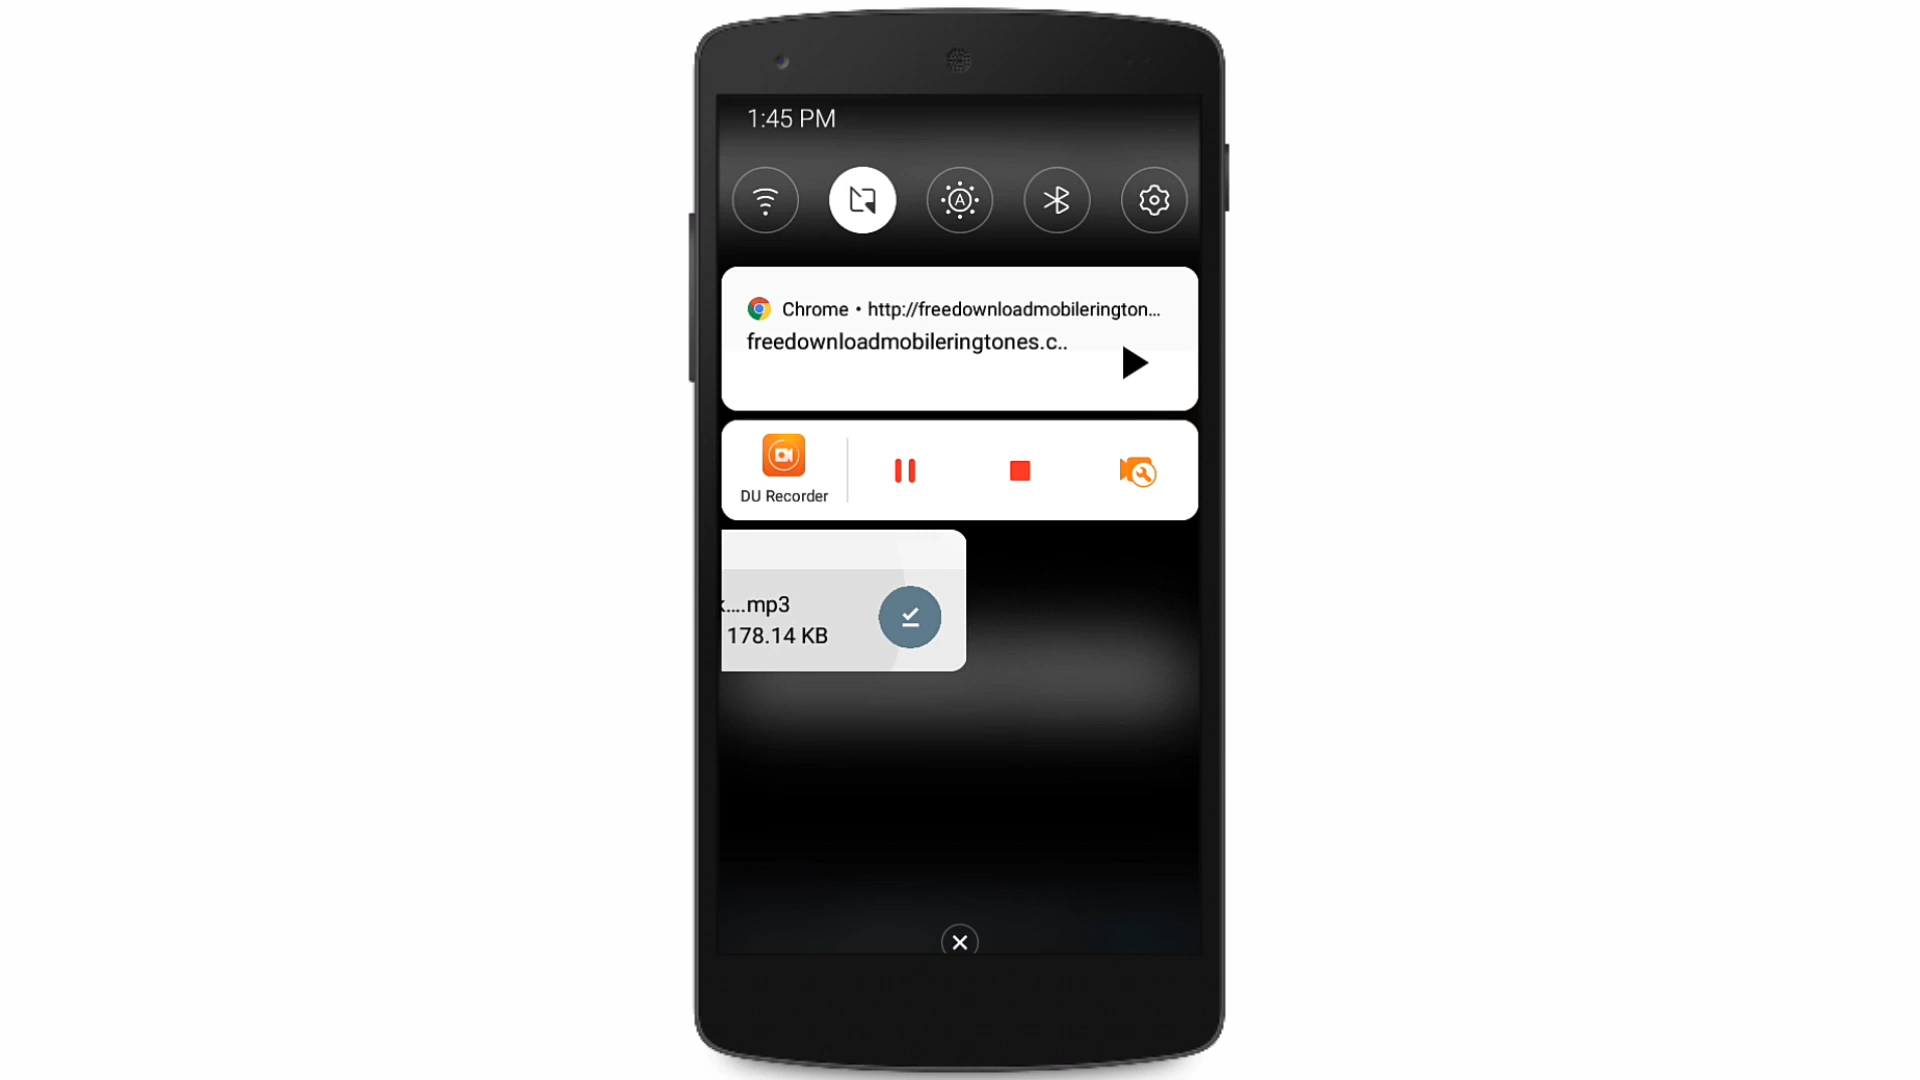 1:45 PM
Chrome • http://freedownloadmobilerington...
freedownloadmobileringtones.c..
DU Recorder
k....mp3
178.14 KB